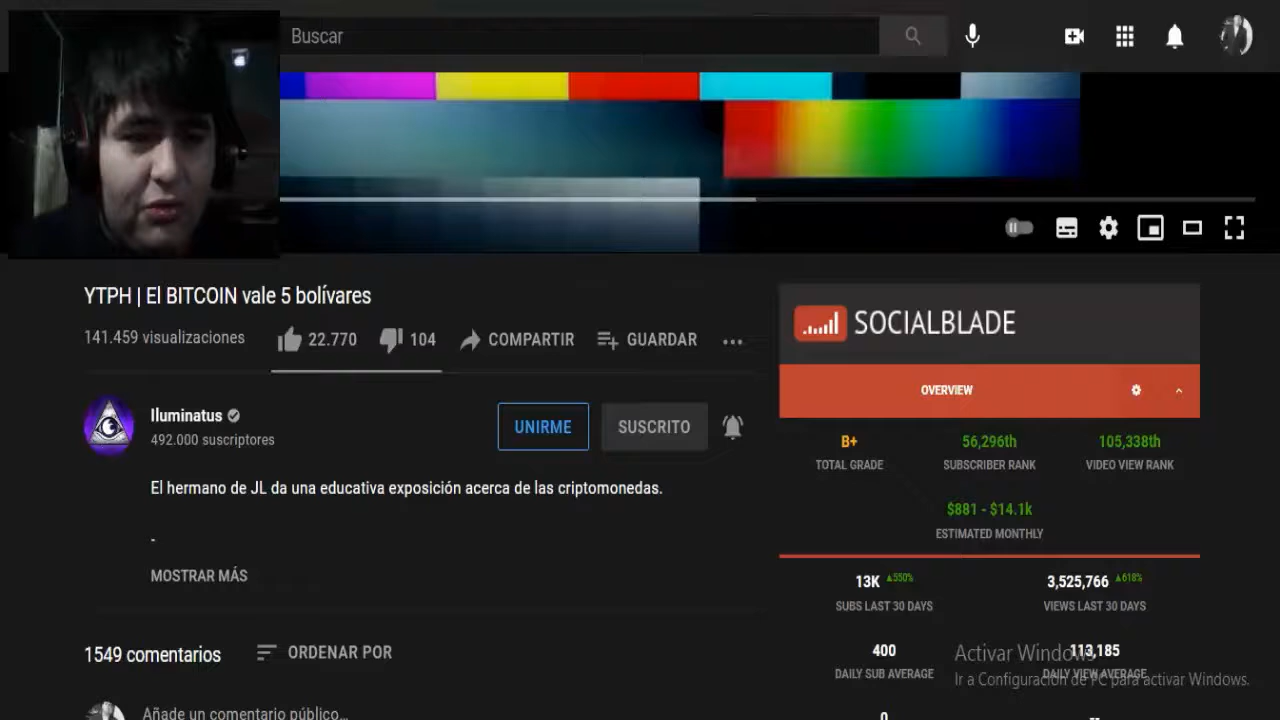 Buscar
YTPH | El BITCOIN vale 5 bolívares
141.459 visualizaciones
22.770
104
COMPARTIR
GUARDAR
...
Iluminatus
492.000 suscriptores
UNIRME
SUSCRITO
El hermano de JL da una educativa exposición acerca de las criptomonedas.
-
MOSTRAR MÁS
1549 comentarios
ORDENAR POR
Añade un comentario público...
SOCIALBLADE
OVERVIEW
B+ 56,296th 105,338th
TOTAL GRADE SUBSCRIBER RANK VIDEO VIEW RANK
$881 - $14.1k
ESTIMATED MONTHLY
13K ▲550% 3,525,766 ▲618%
SUBS LAST 30 DAYS VIEWS LAST 30 DAYS
400 113,185
DAILY SUB AVERAGE DAILY VIEW AVERAGE
0 --
Activar Windows
Ir a Configuración de PC para activar Windows.